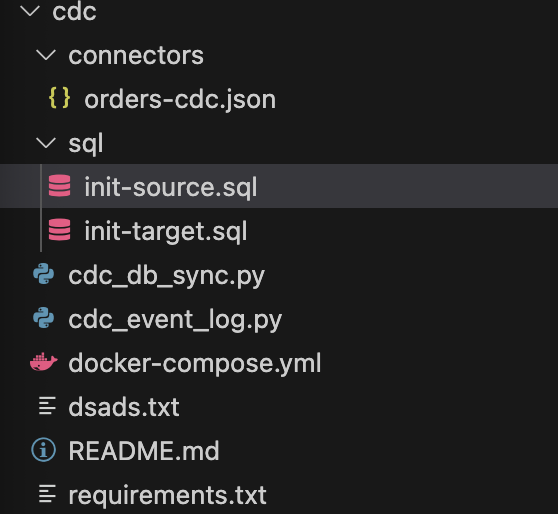 cdc
connectors
{} orders-cdc.json
sql
init-source.sql
init-target.sql
cdc_db_sync.py
cdc_event_log.py
docker-compose.yml
dsads.txt
README.md
requirements.txt